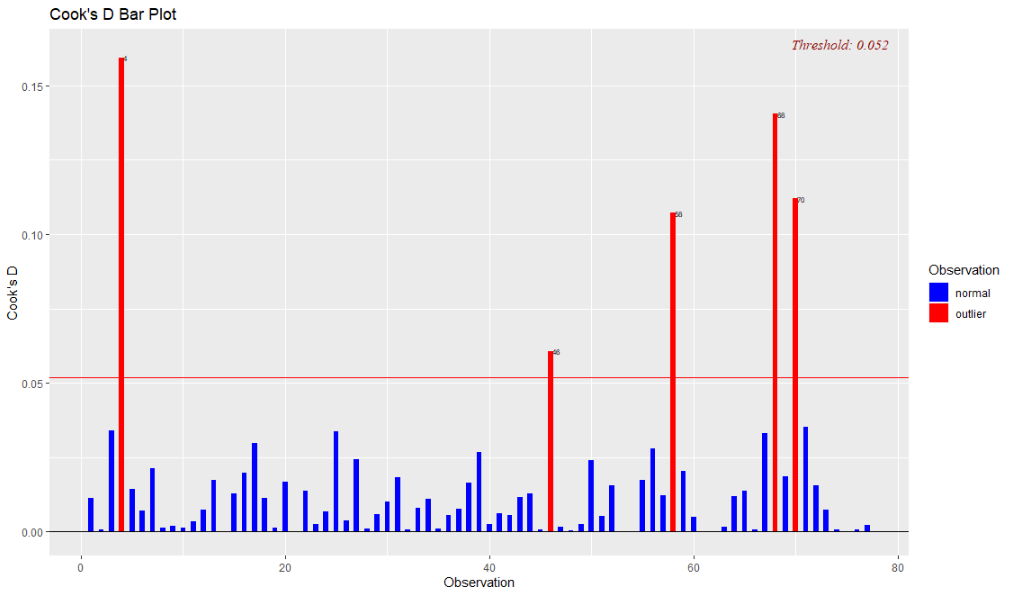 Cook's D Bar Plot
Threshold: 0.052
4
0.15
68
70
58
0.10
Cook's D
Observation
normal
outlier
46
0.05
0.00
0 20 40 60 80
Observation